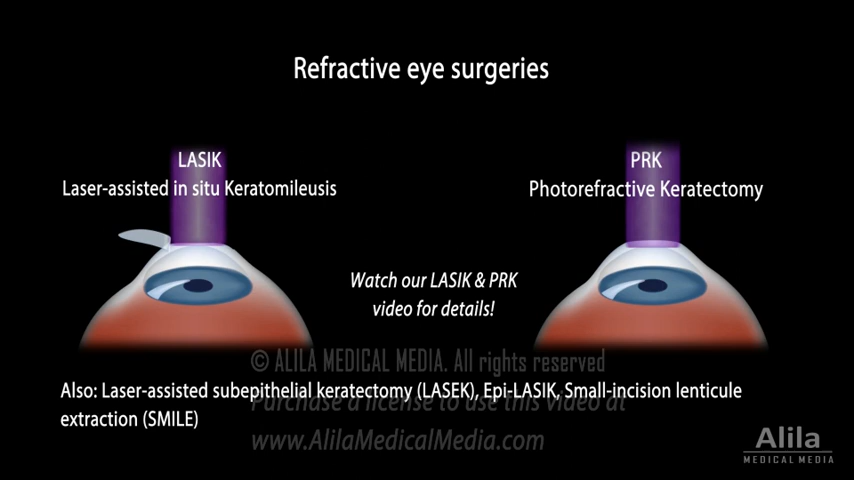 Refractive eye surgeries
LASIK
Laser-assisted in situ Keratomileusis
PRK
Photorefractive Keratectomy
Watch our LASIK & PRK
video for details!
© ALILA MEDICAL MEDIA. All rights reserved
Also: Laser-assisted subepithelial keratectomy (LASEK), Epi-LASIK, Small-incision lenticule
extraction (SMILE)
Purchase a license to use this video at
www.AlilaMedicalMedia.com
Alila
MEDICAL MEDIA